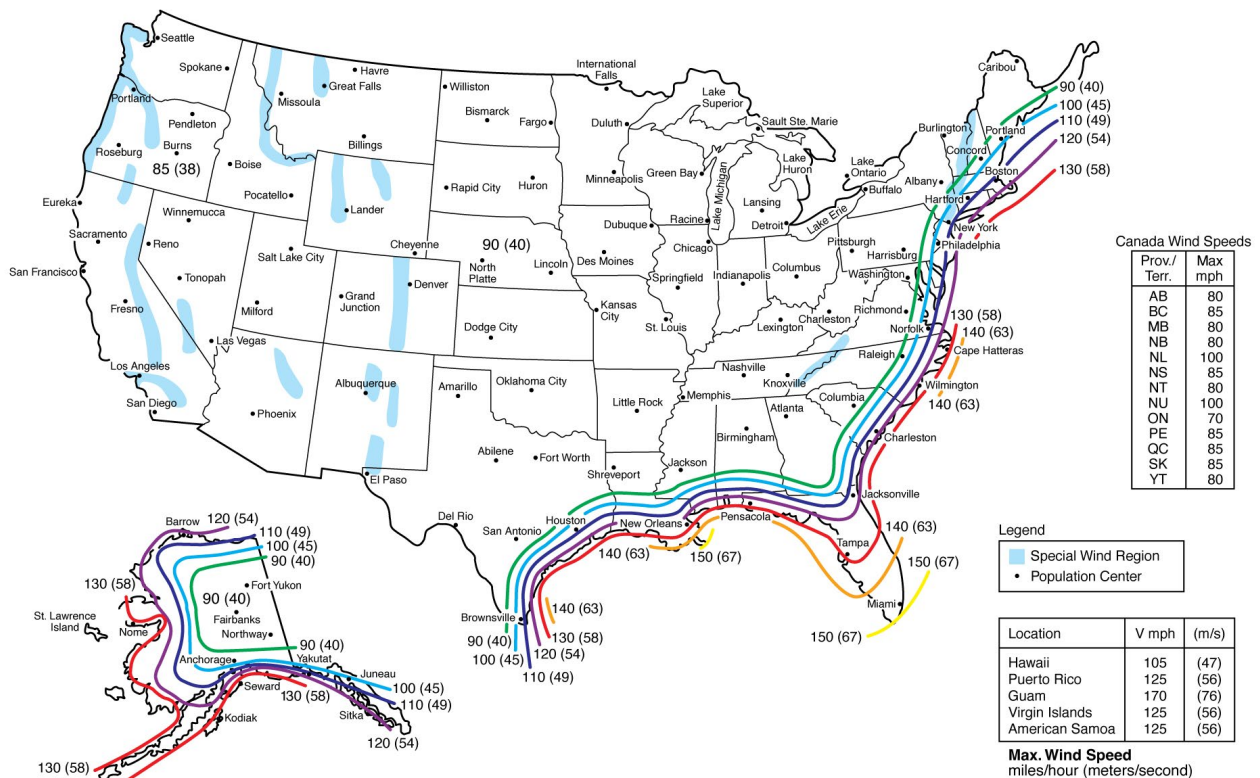 Seattle
Spokane
Portland
Pendleton
Roseburg
Burns
85 (38)
Boise
Pocatello
Havre
Great Falls
Missoula
Billings
Lander
Cheyenne
Williston
Bismarck
Fargo
Rapid City
Huron
90 (40)
North
Platte
Lincoln
International
Falls
Duluth
Minneapolis
Lake
Superior
Sault Ste. Marie
Green Bay
Lake Michigan
Lake
Huron
Lansing
Detroit
Lake Erie
Lake
Ontario
Buffalo
Dubuque
Racine
Chicago
Des Moines
Springfield
Indianapolis
Columbus
Pittsburgh
Harrisburg
Washington
Richmond
Norfolk
Raleigh
Charleston
Lexington
Knoxville
Nashville
Memphis
St. Louis
Kansas
City
Caribou
Burlington
Portland
Concord
Boston
Albany
Hartford
New York
Philadelphia
90 (40)
100 (45)
110 (49)
120 (54)
130 (58)
130 (58)
140 (63)
Cape Hatteras
Wilmington
140 (63)
Columbia
Charleston
Atlanta
Birmingham
Jackson
Little Rock
Shreveport
Eureka
Sacramento
San Francisco
Winnemucca
Reno
Tonopah
Fresno
Las Vegas
Los Angeles
San Diego
Salt Lake City
Milford
Grand
Junction
Denver
Dodge City
Phoenix
Albuquerque
Amarillo
Oklahoma City
Abilene
Fort Worth
El Paso
Del Rio
San Antonio
Houston
New Orleans
Pensacola
Jacksonville
Tampa
Miami
Brownsville
140 (63)
150 (67)
140 (63)
150 (67)
150 (67)
140 (63)
130 (58)
120 (54)
90 (40)
100 (45)
110 (49)
Barrow
120 (54)
110 (49)
100 (45)
90 (40)
130 (58)
St. Lawrence
Island
Nome
Fort Yukon
90 (40)
Fairbanks
Northway
90 (40)
Anchorage
Yakutat
Juneau
Seward
130 (58)
100 (45)
110 (49)
Kodiak
Sitka
120 (54)
130 (58)
Canada Wind Speeds
Prov./ Max
Terr. mph
AB 80
BC 85
MB 80
NB 80
NL 100
NS 85
NT 80
NU 100
ON 70
PE 85
QC 85
SK 85
YT 80
Legend
Special Wind Region
Population Center
Location V mph (m/s)
Hawaii 105 (47)
Puerto Rico 125 (56)
Guam 170 (76)
Virgin Islands 125 (56)
American Samoa 125 (56)
Max. Wind Speed
miles/hour (meters/second)